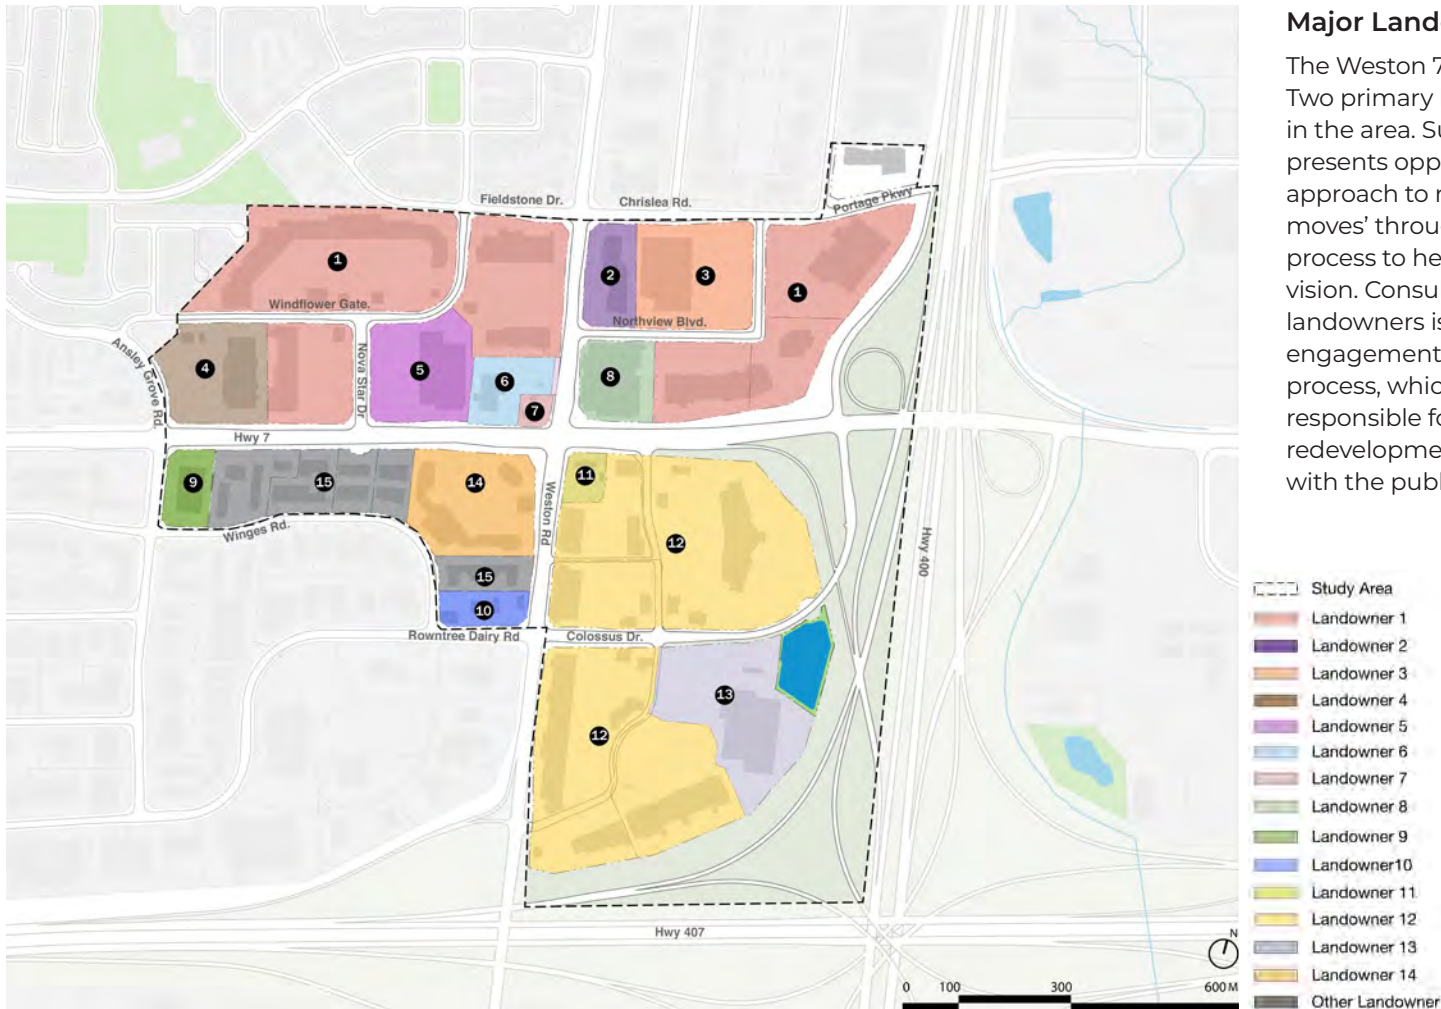 Major Land
The Weston 7
Two primary
in the area. Su
presents opp
approach to r
moves' throu
process to he
vision. Consu
landowners is
engagement
process, whic
responsible fo
redevelopme
with the publ
Fieldstone Dr.
Chrislea Rd.
Portage Pkwy
1
2
3
1
Windflower Gate.
Northview Blvd.
Ansley Grove Rd.
4
Nova Star Dr
5
6
7
8
Hwy 7
9
15
14
11
Weston Rd
12
Hwy 400
Winges Rd.
15
10
Rowntree Dairy Rd
Colossus Dr.
13
12
Hwy 407
N
0 100 300 600 M
Study Area
Landowner 1
Landowner 2
Landowner 3
Landowner 4
Landowner 5
Landowner 6
Landowner 7
Landowner 8
Landowner 9
Landowner10
Landowner 11
Landowner 12
Landowner 13
Landowner 14
Other Landowner